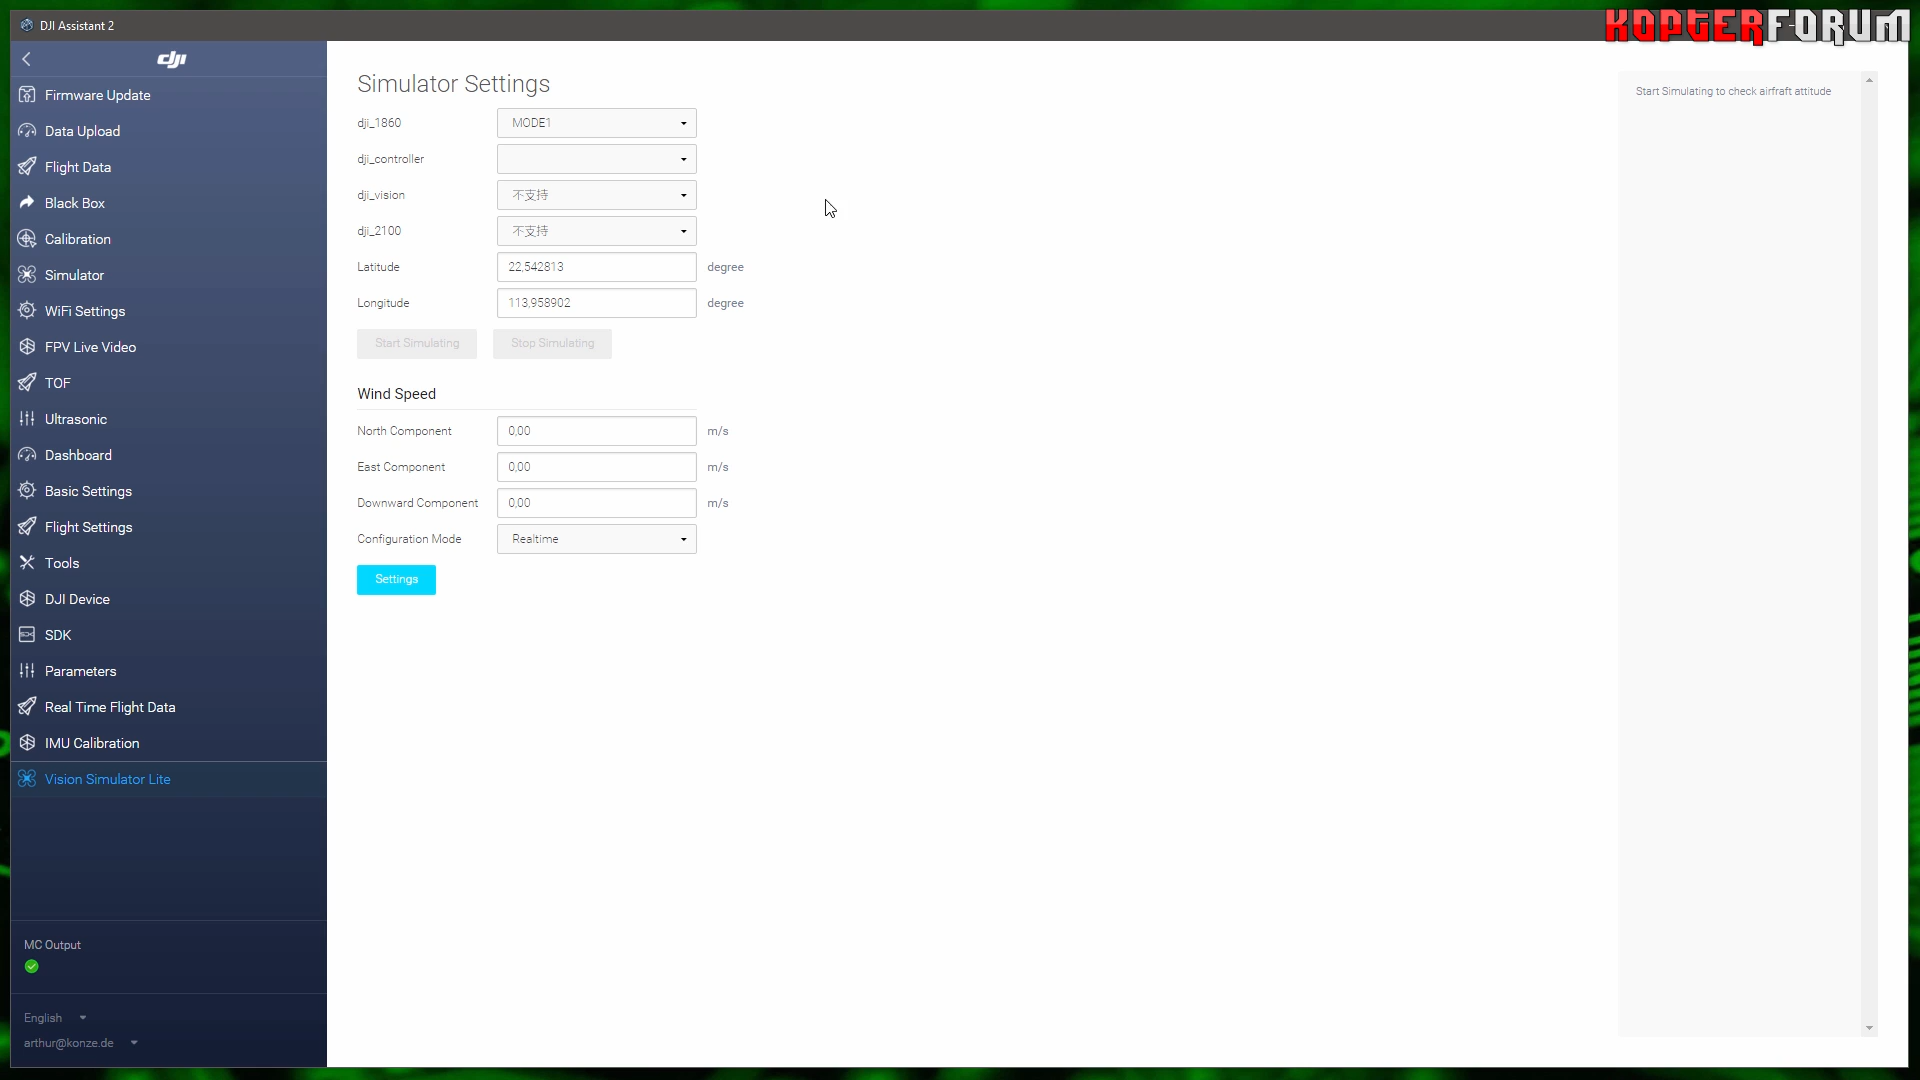 DJI Assistant 2
KOPTERFORUM
dji
Firmware Update
Data Upload
Flight Data
Black Box
Calibration
Simulator
WiFi Settings
FPV Live Video
TOF
Ultrasonic
Dashboard
Basic Settings
Flight Settings
Tools
DJI Device
SDK
Parameters
Real Time Flight Data
IMU Calibration
Vision Simulator Lite
MC Output
English
arthur@konze.de
Simulator Settings
dji_1860 MODE1
dji_controller
dji_vision 不支持
dji_2100 不支持
Latitude 22,542813 degree
Longitude 113,958902 degree
Start Simulating Stop Simulating
Wind Speed
North Component 0,00 m/s
East Component 0,00 m/s
Downward Component 0,00 m/s
Configuration Mode Realtime
Settings
Start Simulating to check airfraft attitude